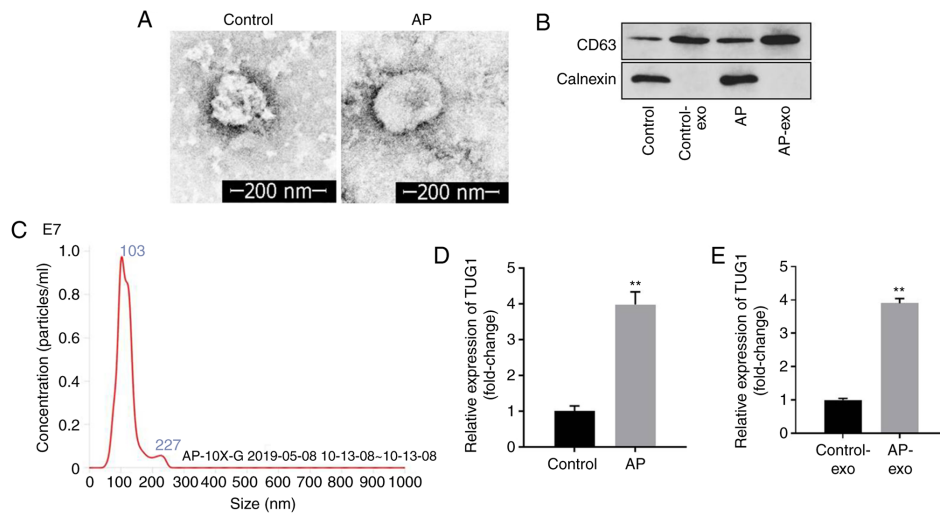 A
Control
AP
200 nm
200 nm
B
CD63
Calnexin
Control
Control-
exo
AP
AP-exo
C
E7
Concentration (particles/ml)
1.0
0.8
0.6
0.4
0.2
0
103
227
AP-10X-G 2019-05-08 10-13-08~10-13-08
0 100 200 300 400 500 600 700 800 900 1000
Size (nm)
D
Relative expression of TUG1
(fold-change)
5
4
3
2
1
0
**
Control
AP
E
Relative expression of TUG1
(fold-change)
5
4
3
2
1
0
**
Control-
exo
AP-
exo